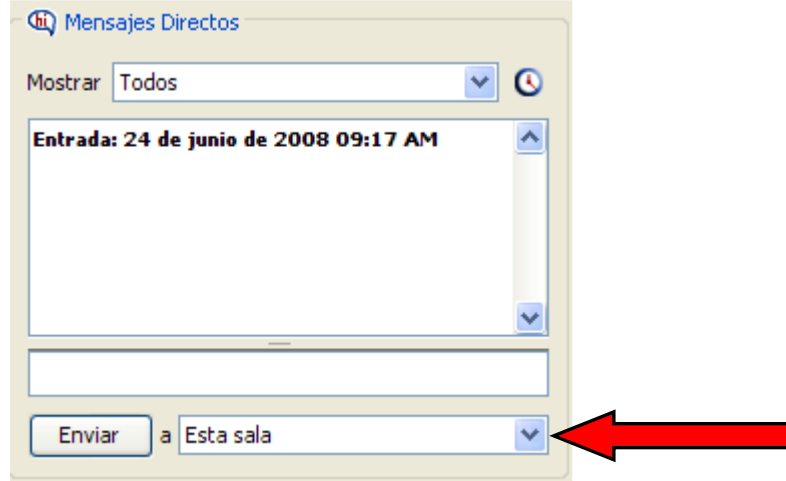 hi Mensajes Directos
Mostrar Todos
Entrada: 24 de junio de 2008 09:17 AM
Enviar a Esta sala